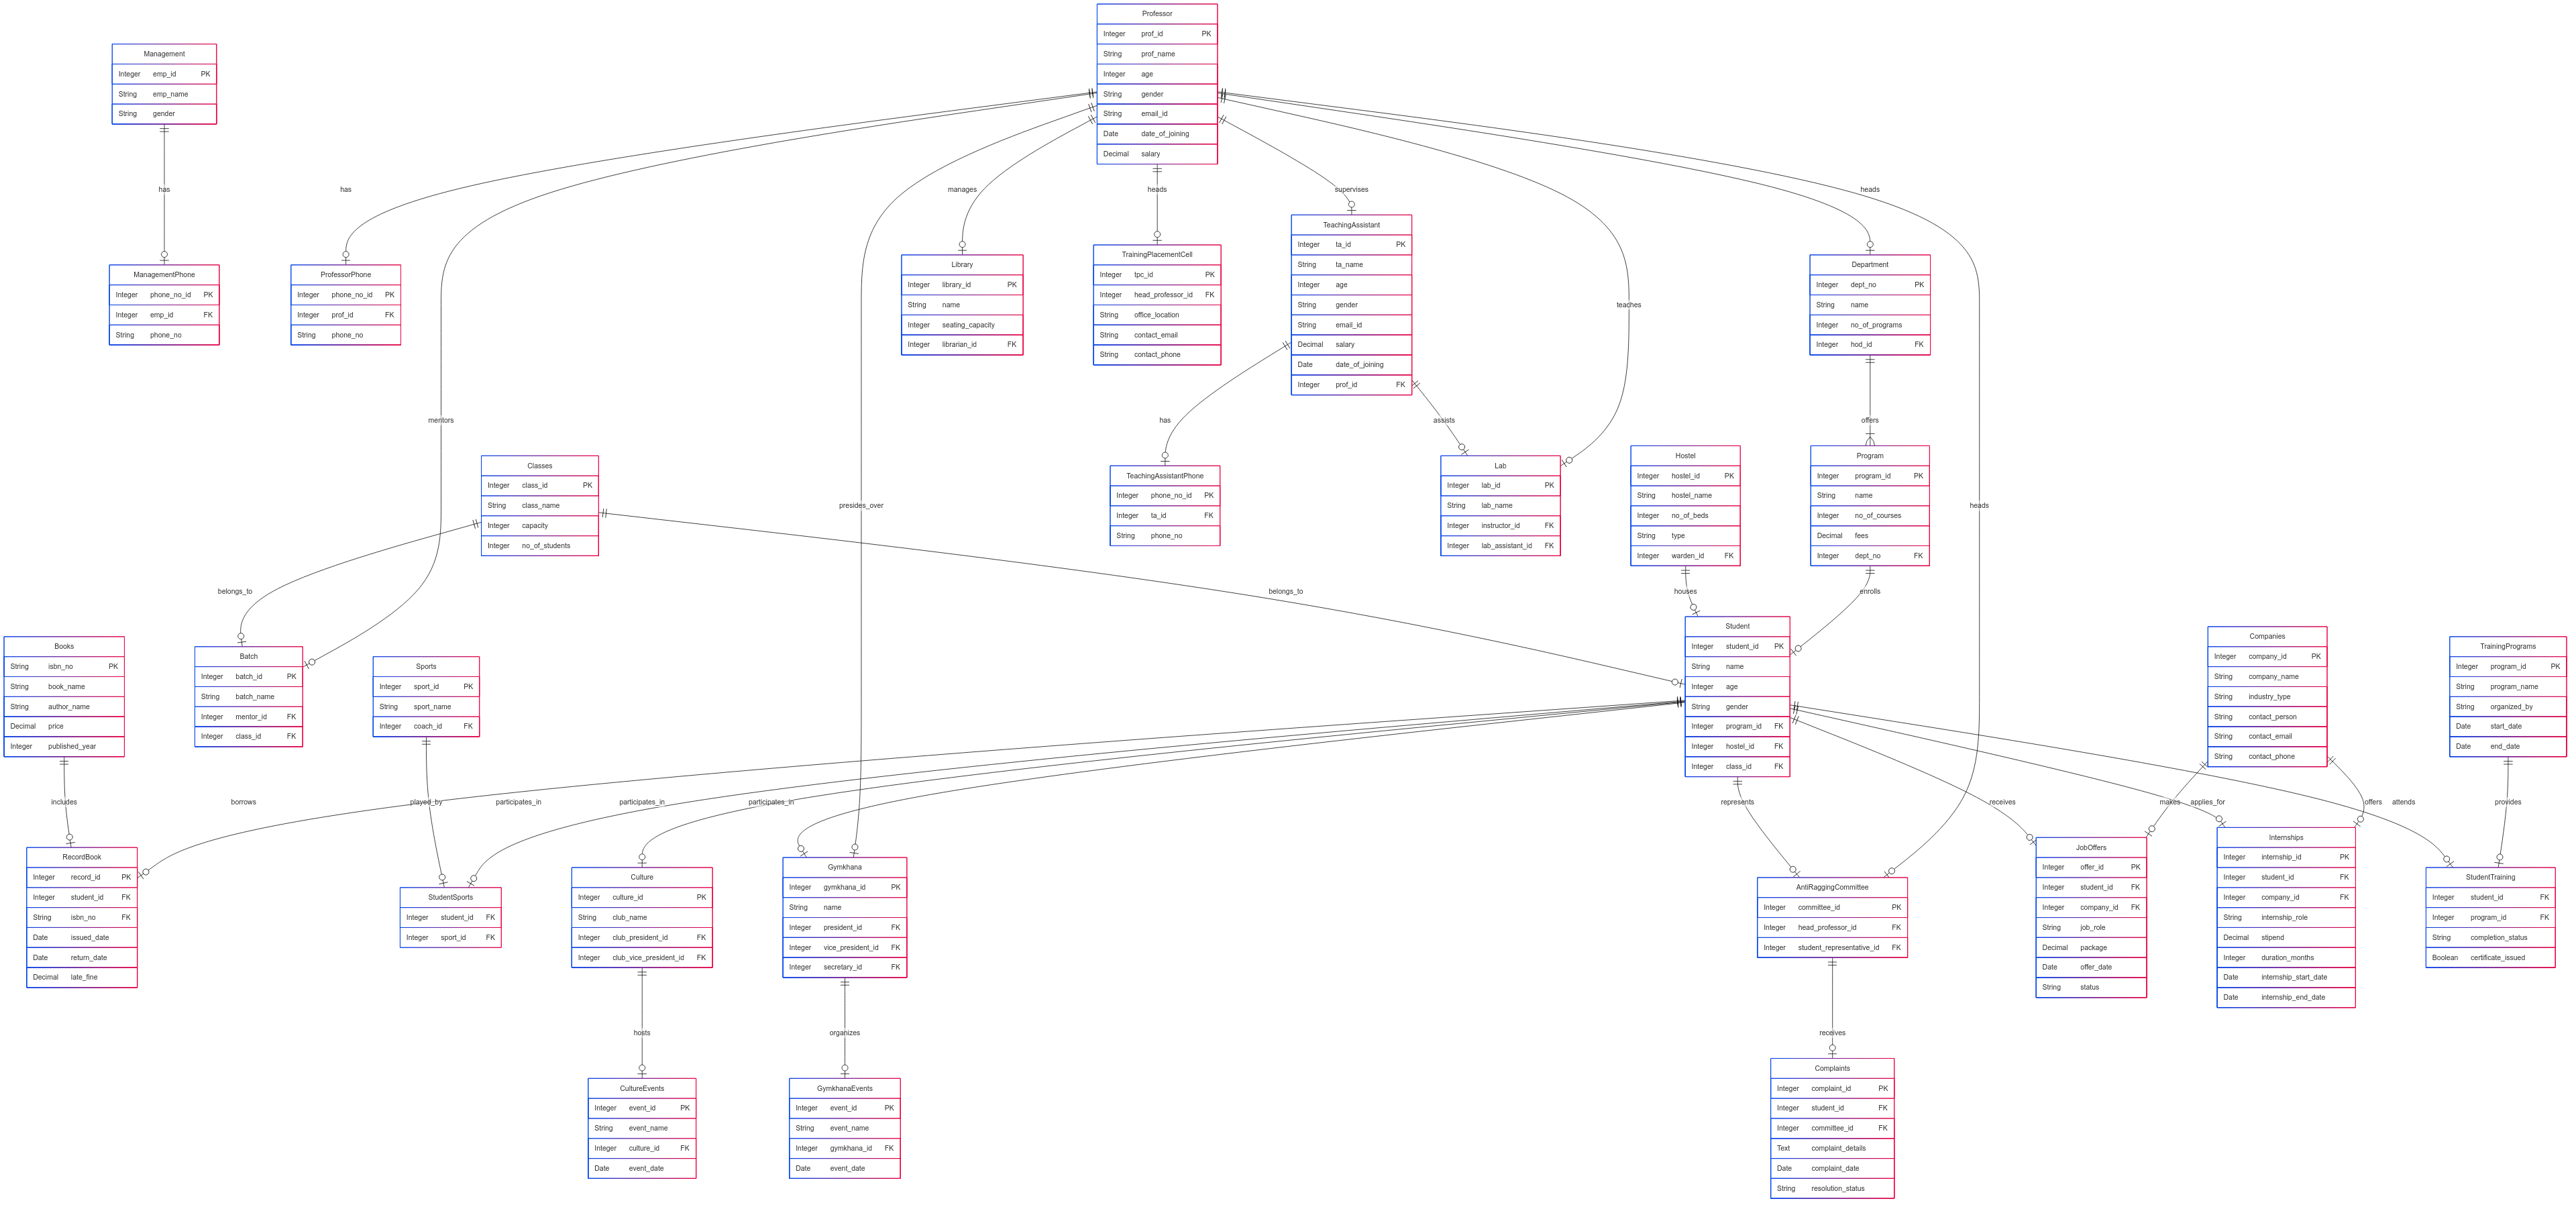 Professor
Integer prof_id PK
String prof_name
Integer age
String gender
String email_id
Date date_of_joining
Decimal salary
Management
Integer emp_id PK
String emp_name
String gender
has
has
manages
heads
supervises
heads
ManagementPhone
Integer phone_no_id PK
Integer emp_id FK
String phone_no
ProfessorPhone
Integer phone_no_id PK
Integer prof_id FK
String phone_no
Library
Integer library_id PK
String name
Integer seating_capacity
Integer librarian_id FK
TrainingPlacementCell
Integer tpc_id PK
Integer head_professor_id FK
String office_location
String contact_email
String contact_phone
TeachingAssistant
Integer ta_id PK
String ta_name
Integer age
String gender
String email_id
Decimal salary
Date date_of_joining
Integer prof_id FK
teaches
Department
Integer dept_no PK
String name
Integer no_of_programs
Integer hod_id FK
mentors
has
assists
offers
Classes
Integer class_id PK
String class_name
Integer capacity
Integer no_of_students
presides_over
TeachingAssistantPhone
Integer phone_no_id PK
Integer ta_id FK
String phone_no
Lab
Integer lab_id PK
String lab_name
Integer instructor_id FK
Integer lab_assistant_id FK
Hostel
Integer hostel_id PK
String hostel_name
Integer no_of_beds
String type
Integer warden_id FK
Program
Integer program_id PK
String name
Integer no_of_courses
Decimal fees
Integer dept_no FK
heads
belongs_to
belongs_to
houses
enrolls
Books
String isbn_no PK
String book_name
String author_name
Decimal price
Integer published_year
Batch
Integer batch_id PK
String batch_name
Integer mentor_id FK
Integer class_id FK
Sports
Integer sport_id PK
String sport_name
Integer coach_id FK
Student
Integer student_id PK
String name
Integer age
String gender
Integer program_id FK
Integer hostel_id FK
Integer class_id FK
Companies
Integer company_id PK
String company_name
String industry_type
String contact_person
String contact_email
String contact_phone
TrainingPrograms
Integer program_id PK
String program_name
String organized_by
Date start_date
Date end_date
includes
borrows
played_by
participates_in
participates_in
participates_in
represents
receives
makes
applies_for
offers
attends
provides
RecordBook
Integer record_id PK
Integer student_id FK
String isbn_no FK
Date issued_date
Date return_date
Decimal late_fine
StudentSports
Integer student_id FK
Integer sport_id FK
Culture
Integer culture_id PK
String club_name
Integer club_president_id FK
Integer club_vice_president_id FK
Gymkhana
Integer gymkhana_id PK
String name
Integer president_id FK
Integer vice_president_id FK
Integer secretary_id FK
AntiRaggingCommittee
Integer committee_id PK
Integer head_professor_id FK
Integer student_representative_id FK
JobOffers
Integer offer_id PK
Integer student_id FK
Integer company_id FK
String job_role
Decimal package
Date offer_date
String status
Internships
Integer internship_id PK
Integer student_id FK
Integer company_id FK
String internship_role
Decimal stipend
Integer duration_months
Date internship_start_date
Date internship_end_date
StudentTraining
Integer student_id FK
Integer program_id FK
String completion_status
Boolean certificate_issued
hosts
organizes
receives
CultureEvents
Integer event_id PK
String event_name
Integer culture_id FK
Date event_date
GymkhanaEvents
Integer event_id PK
String event_name
Integer gymkhana_id FK
Date event_date
Complaints
Integer complaint_id PK
Integer student_id FK
Integer committee_id FK
Text complaint_details
Date complaint_date
String resolution_status